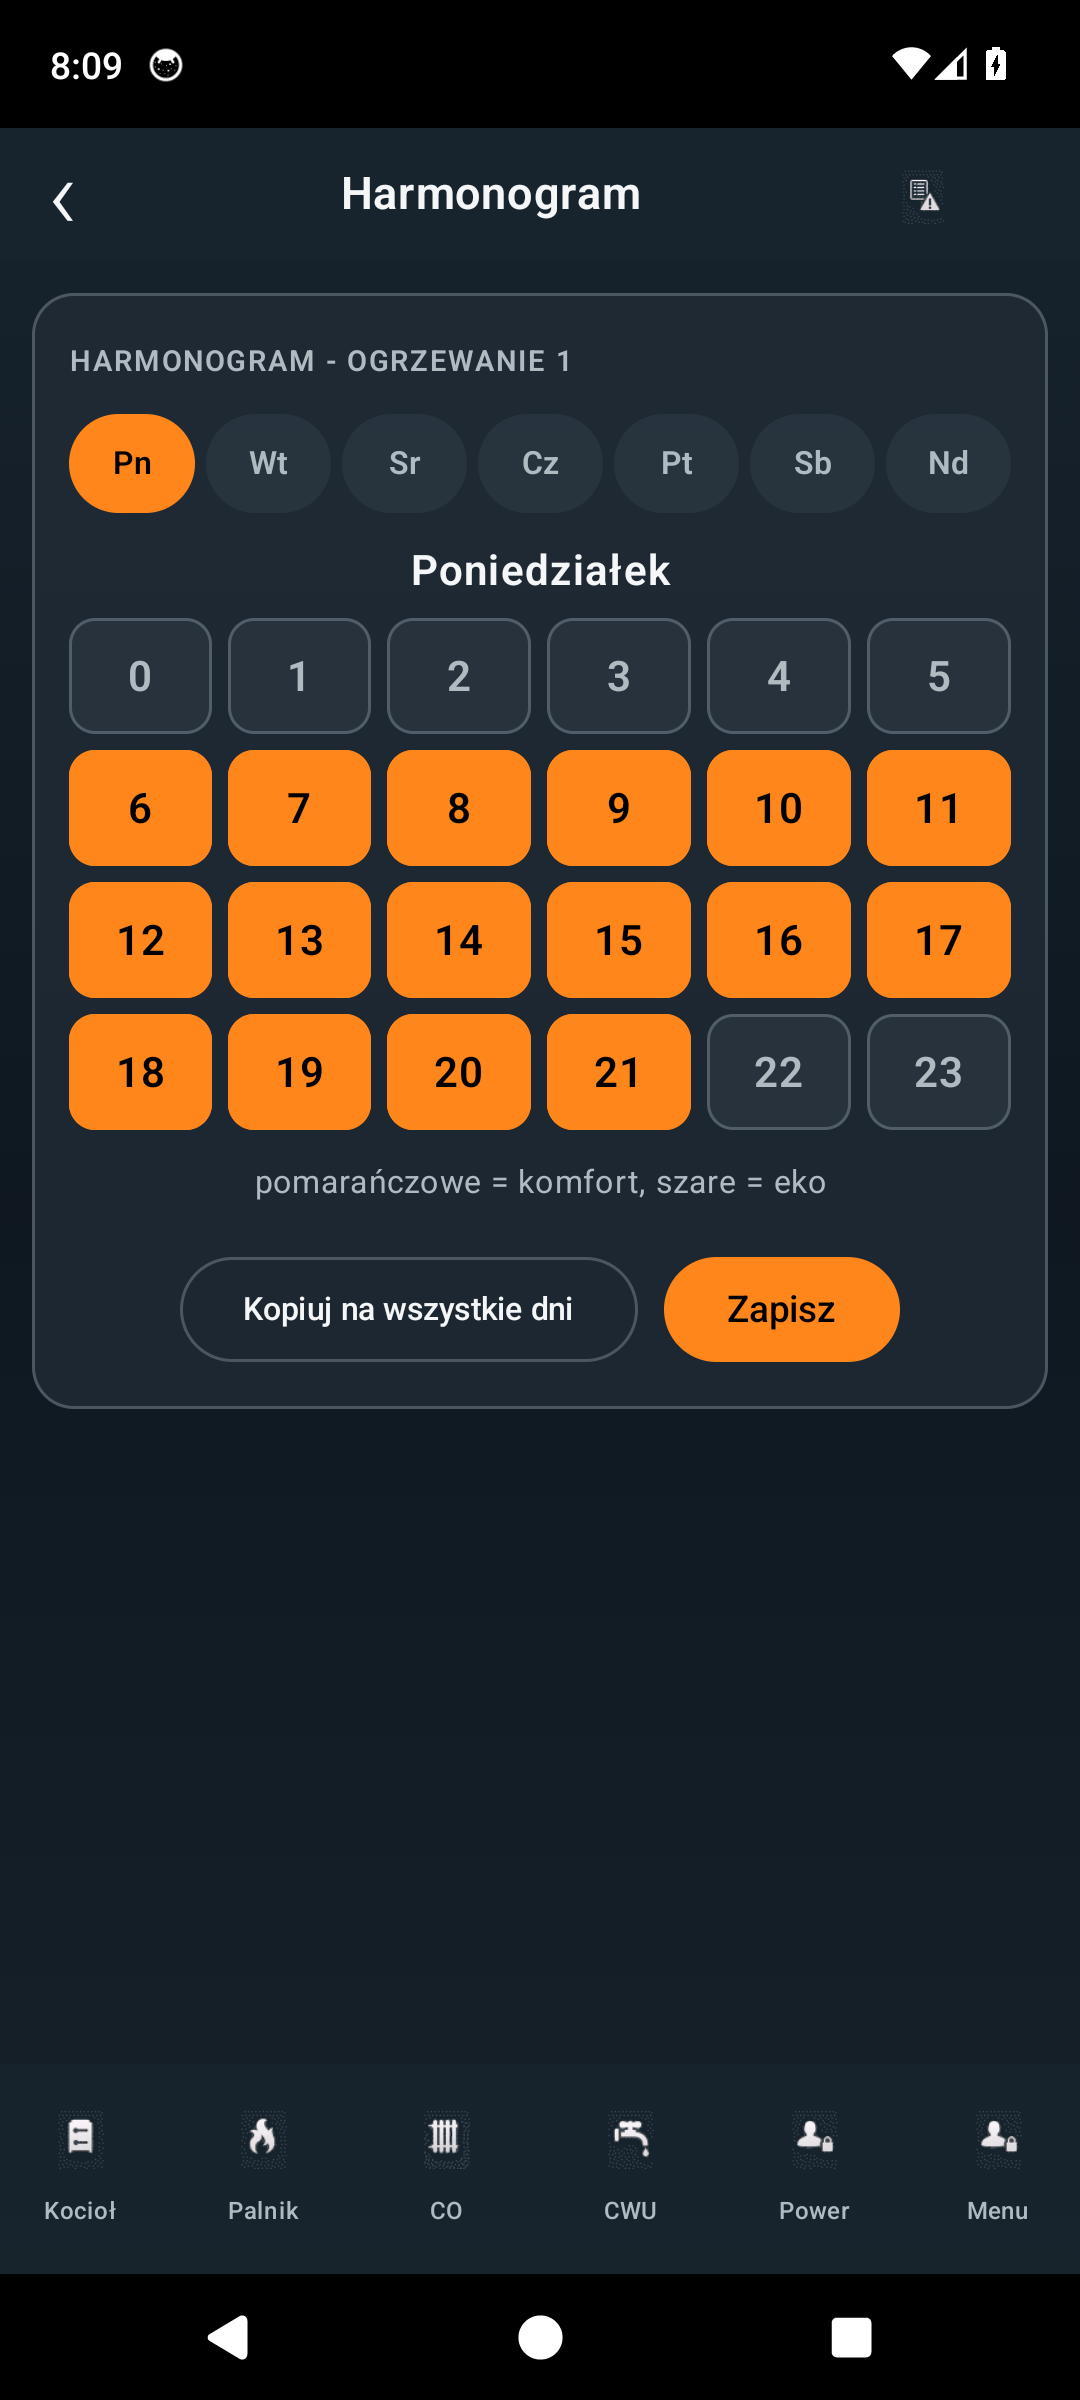 8:09
Harmonogram
HARMONOGRAM - OGRZEWANIE 1
Pn Wt Sr Cz Pt Sb Nd
Poniedziałek
0 1 2 3 4 5
6 7 8 9 10 11
12 13 14 15 16 17
18 19 20 21 22 23
pomarańczowe = komfort, szare = eko
Kopiuj na wszystkie dni Zapisz
Kocioł Palnik CO CWU Power Menu